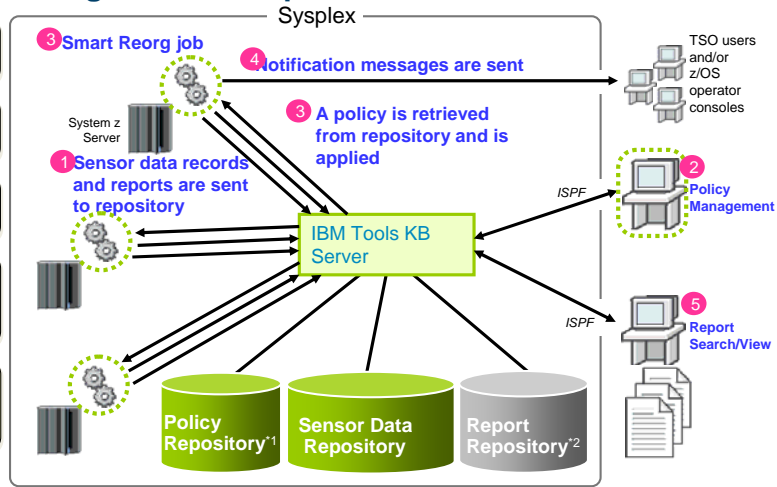 Sysplex
3
Smart Reorg job
4
Notification messages are sent
TSO users
and/or
z/OS
operator
consoles
System z
Server
3
A policy is retrieved
from repository and is
applied
1
Sensor data records
and reports are sent
to repository
ISPF
2
Policy
Management
IBM Tools KB
Server
ISPF
5
Report
Search/View
Policy
Repository*1
Sensor Data
Repository
Report
Repository*2